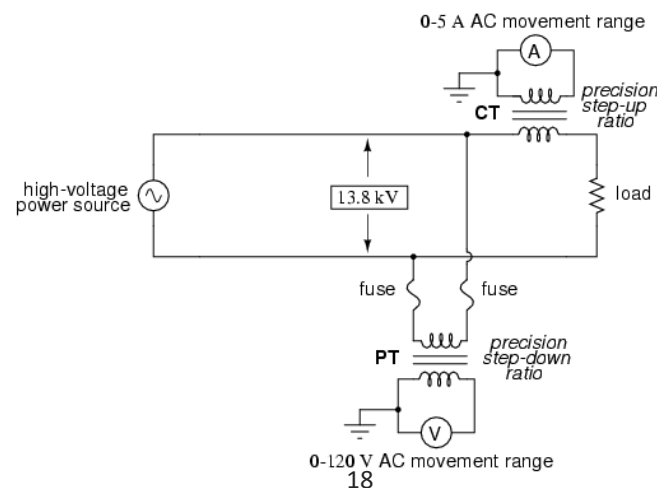 0-5 A AC movement range
A
precision
step-up
ratio
CT
high-voltage
power source
13.8 kV
load
fuse
fuse
PT
precision
step-down
ratio
V
0-120 V AC movement range
18